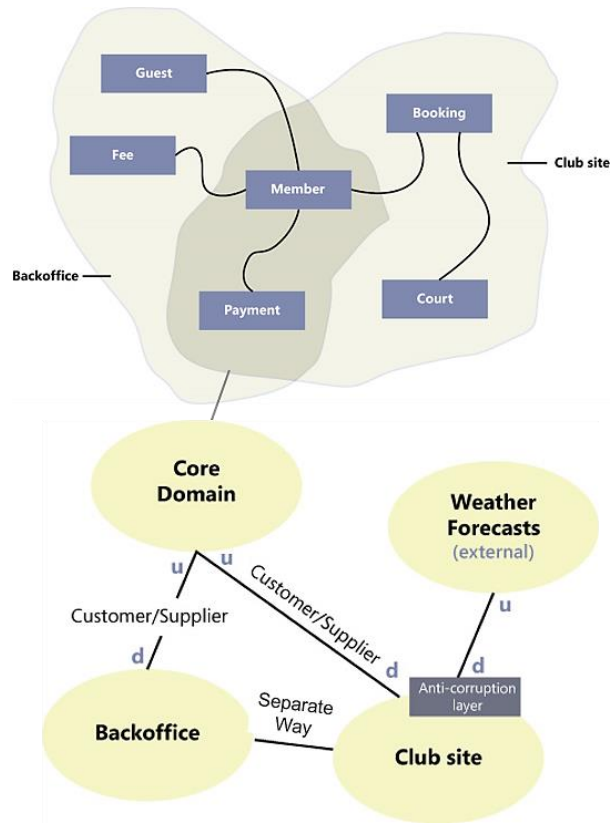 Guest
Booking
Fee
Club site
Member
Backoffice
Payment
Court
Core
Domain
Weather
Forecasts
(external)
u
u
u
Customer/Supplier
Customer/Supplier
d
d
d
Anti-corruption
layer
Separate
Way
Backoffice
Club site